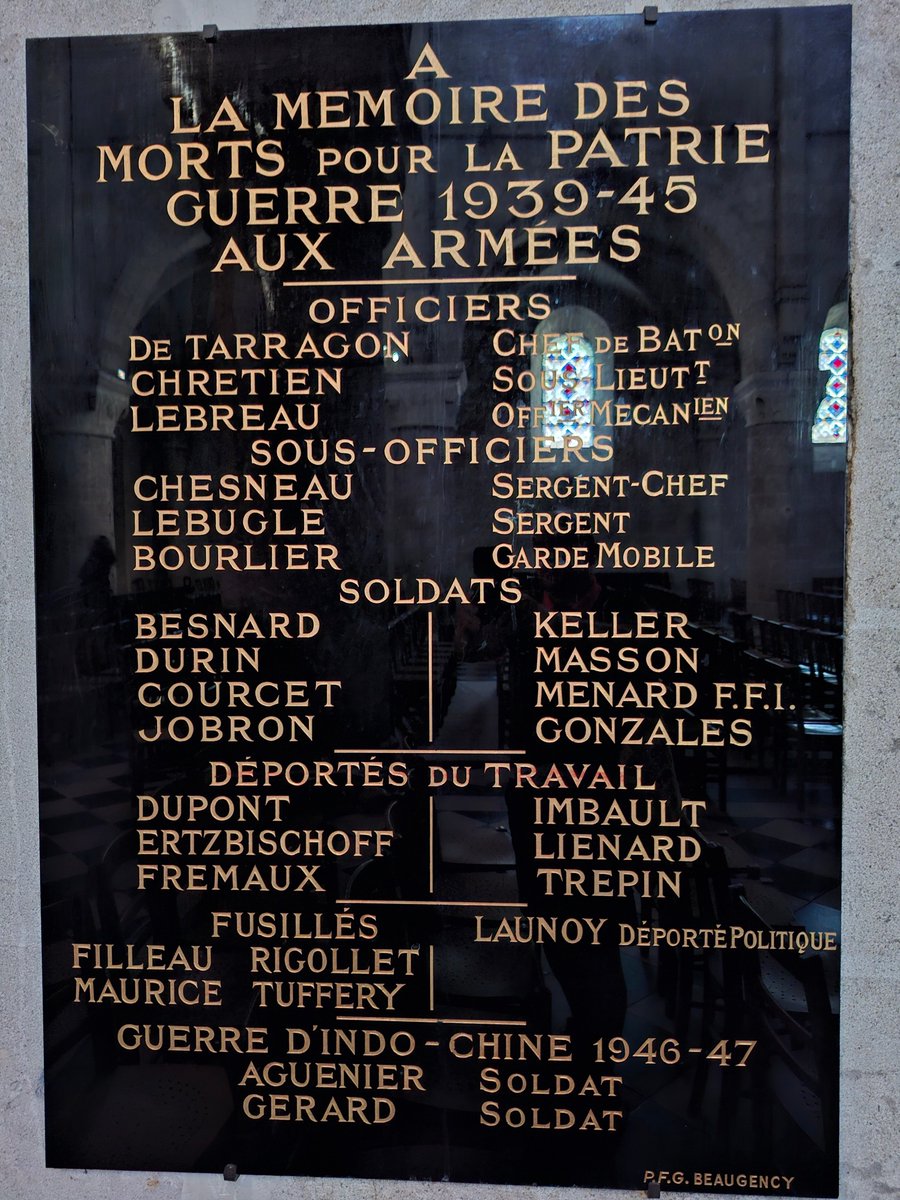 A
LA MEMOIRE DES
MORTS POUR LA PATRIE
GUERRE 1939-45
AUX ARMÉES
OFFICIERS
DE TARRAGON CHEF DE BATON
CHRETIEN SOUS-LIEUTT
LEBREAU OFFIER MECANIEN
SOUS-OFFICIERS
CHESNEAU SERGENT-CHEF
LEBUGLE SERGENT
BOURLIER GARDE MOBILE
SOLDATS
BESNARD KELLER
DURIN MASSON
COURCET MENARD F.F.I.
JOBRON GONZALES
DÉPORTÉS DU TRAVAIL
DUPONT IMBAULT
ERTZBISCHOFF LIENARD
FREMAUX TREPIN
FUSILLÉS LAUNOY DÉPORTÉ POLITIQUE
FILLEAU RIGOLLET
MAURICE TUFFERY
GUERRE D'INDO-CHINE 1946-47
AGUENIER SOLDAT
GERARD SOLDAT
P.F.G. BEAUGENCY